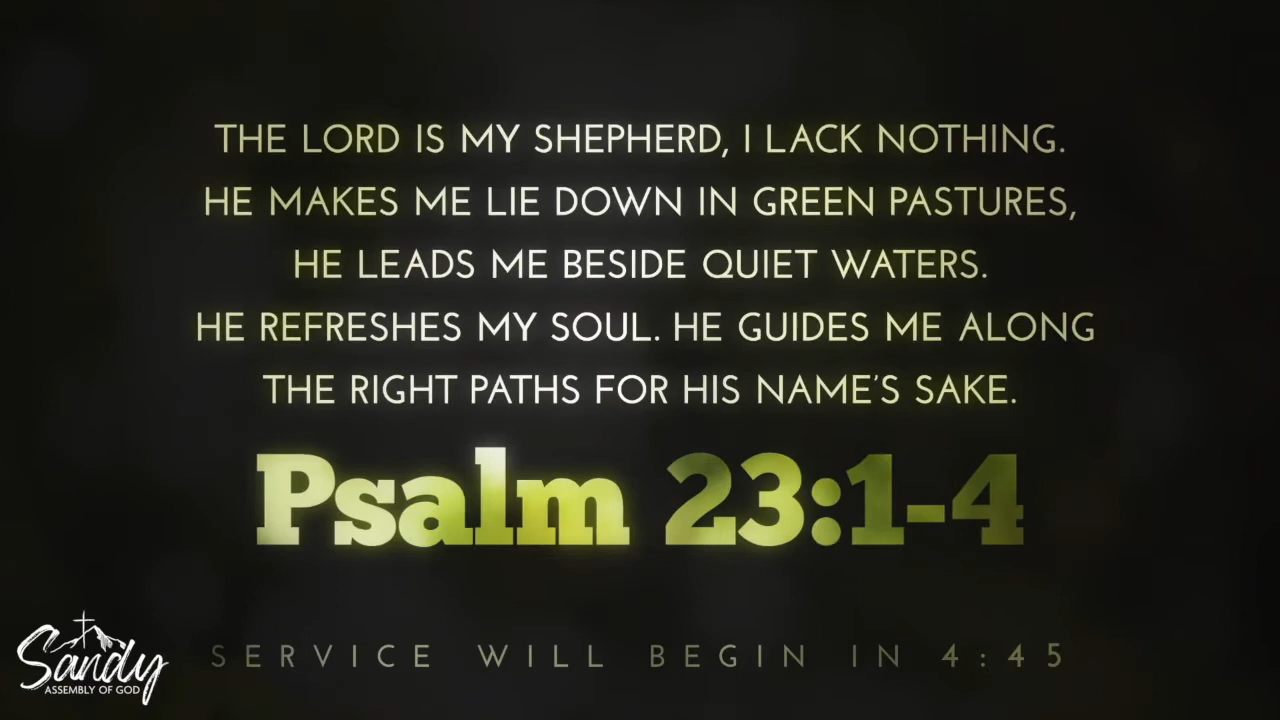 THE LORD IS MY SHEPHERD, I LACK NOTHING.
HE MAKES ME LIE DOWN IN GREEN PASTURES,
HE LEADS ME BESIDE QUIET WATERS.
HE REFRESHES MY SOUL. HE GUIDES ME ALONG
THE RIGHT PATHS FOR HIS NAME’S SAKE.
Psalm 23:1-4
SERVICE WILL BEGIN IN 4:45
Sandy
ASSEMBLY OF GOD